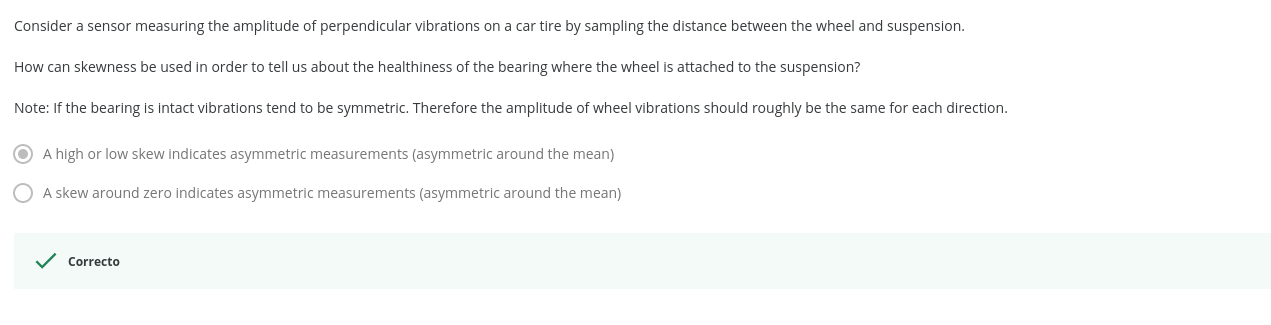 Consider a sensor measuring the amplitude of perpendicular vibrations on a car tire by sampling the distance between the wheel and suspension.
How can skewness be used in order to tell us about the healthiness of the bearing where the wheel is attached to the suspension?
Note: If the bearing is intact vibrations tend to be symmetric. Therefore the amplitude of wheel vibrations should roughly be the same for each direction.
A high or low skew indicates asymmetric measurements (asymmetric around the mean)
A skew around zero indicates asymmetric measurements (asymmetric around the mean)
Correcto